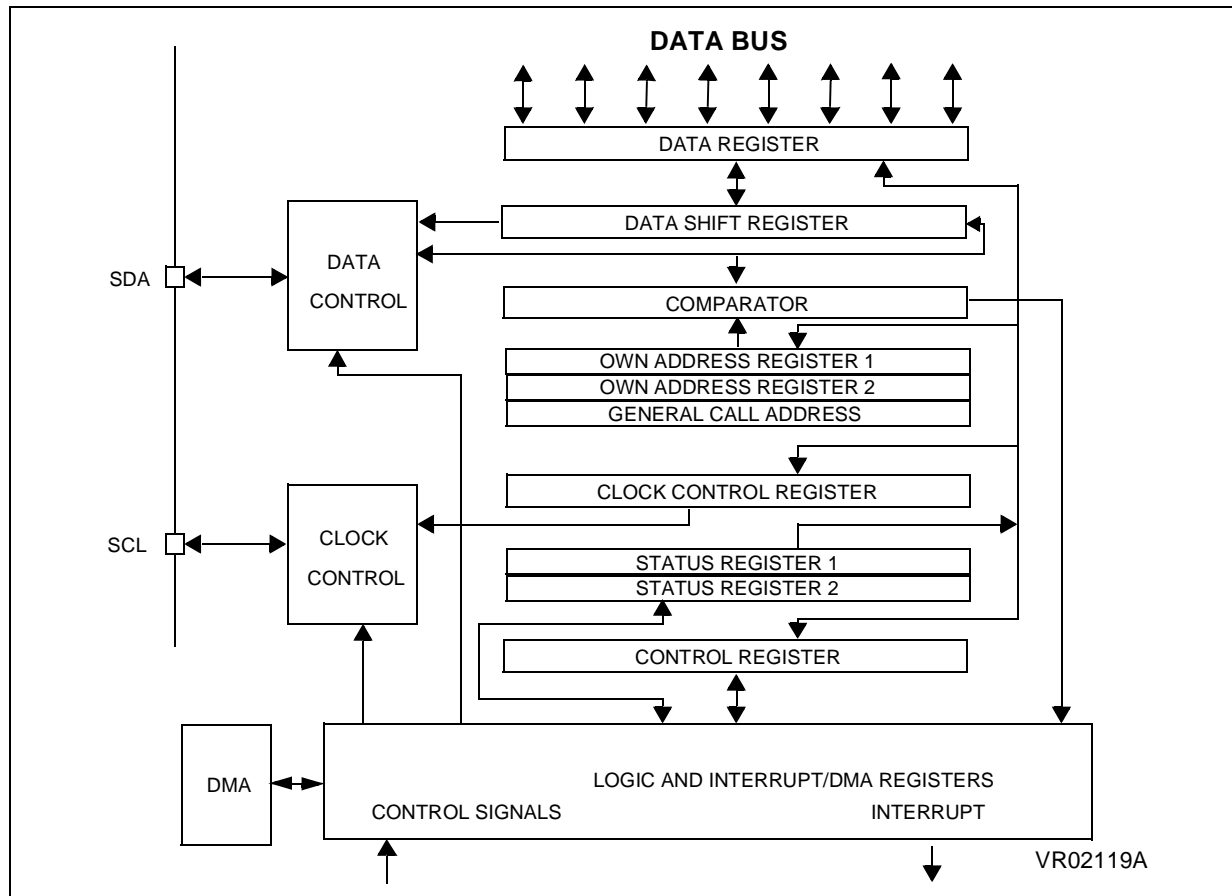 DATA BUS
DATA REGISTER
DATA SHIFT REGISTER
DATA
CONTROL
SDA
COMPARATOR
OWN ADDRESS REGISTER 1
OWN ADDRESS REGISTER 2
GENERAL CALL ADDRESS
CLOCK CONTROL REGISTER
CLOCK
CONTROL
SCL
STATUS REGISTER 1
STATUS REGISTER 2
CONTROL REGISTER
DMA
LOGIC AND INTERRUPT/DMA REGISTERS
CONTROL SIGNALS
INTERRUPT
VR02119A